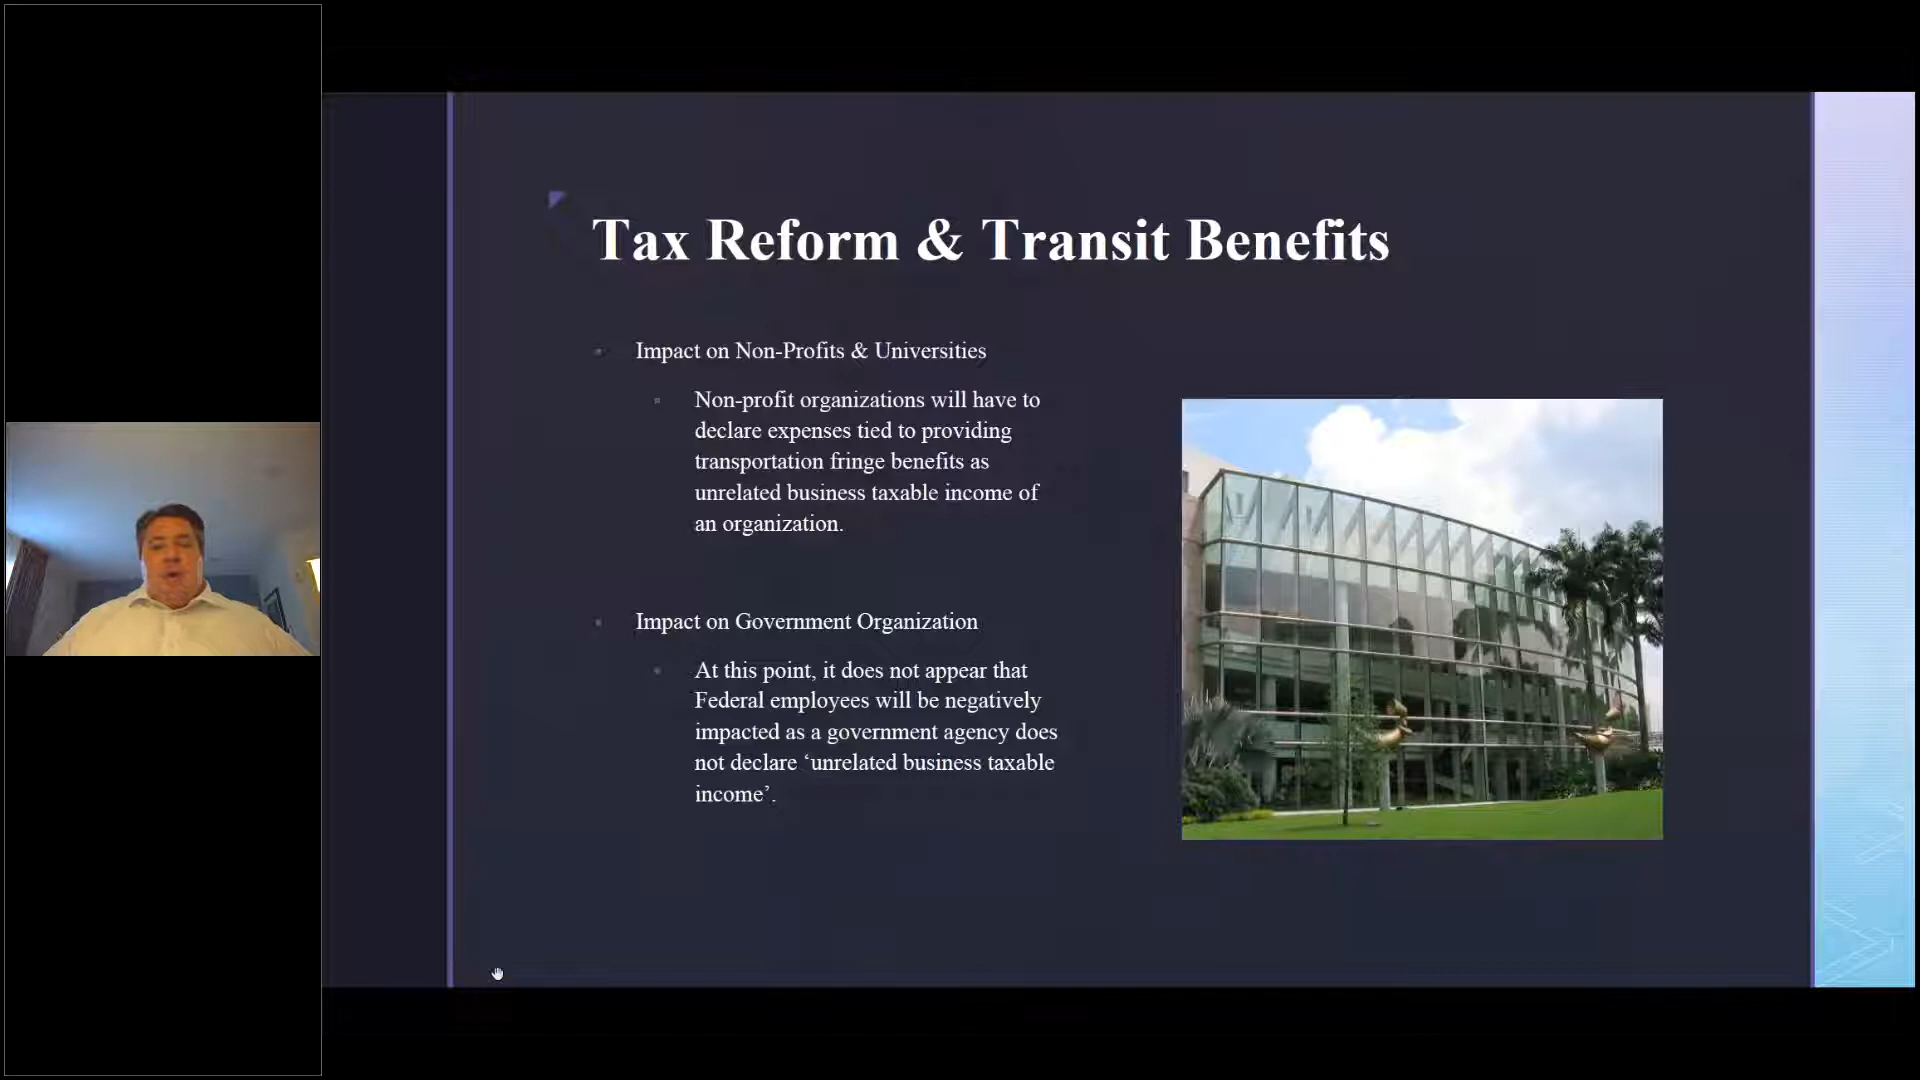 Tax Reform & Transit Benefits
Impact on Non-Profits & Universities
Non-profit organizations will have to
declare expenses tied to providing
transportation fringe benefits as
unrelated business taxable income of
an organization.
Impact on Government Organization
At this point, it does not appear that
Federal employees will be negatively
impacted as a government agency does
not declare ‘unrelated business taxable
income’.